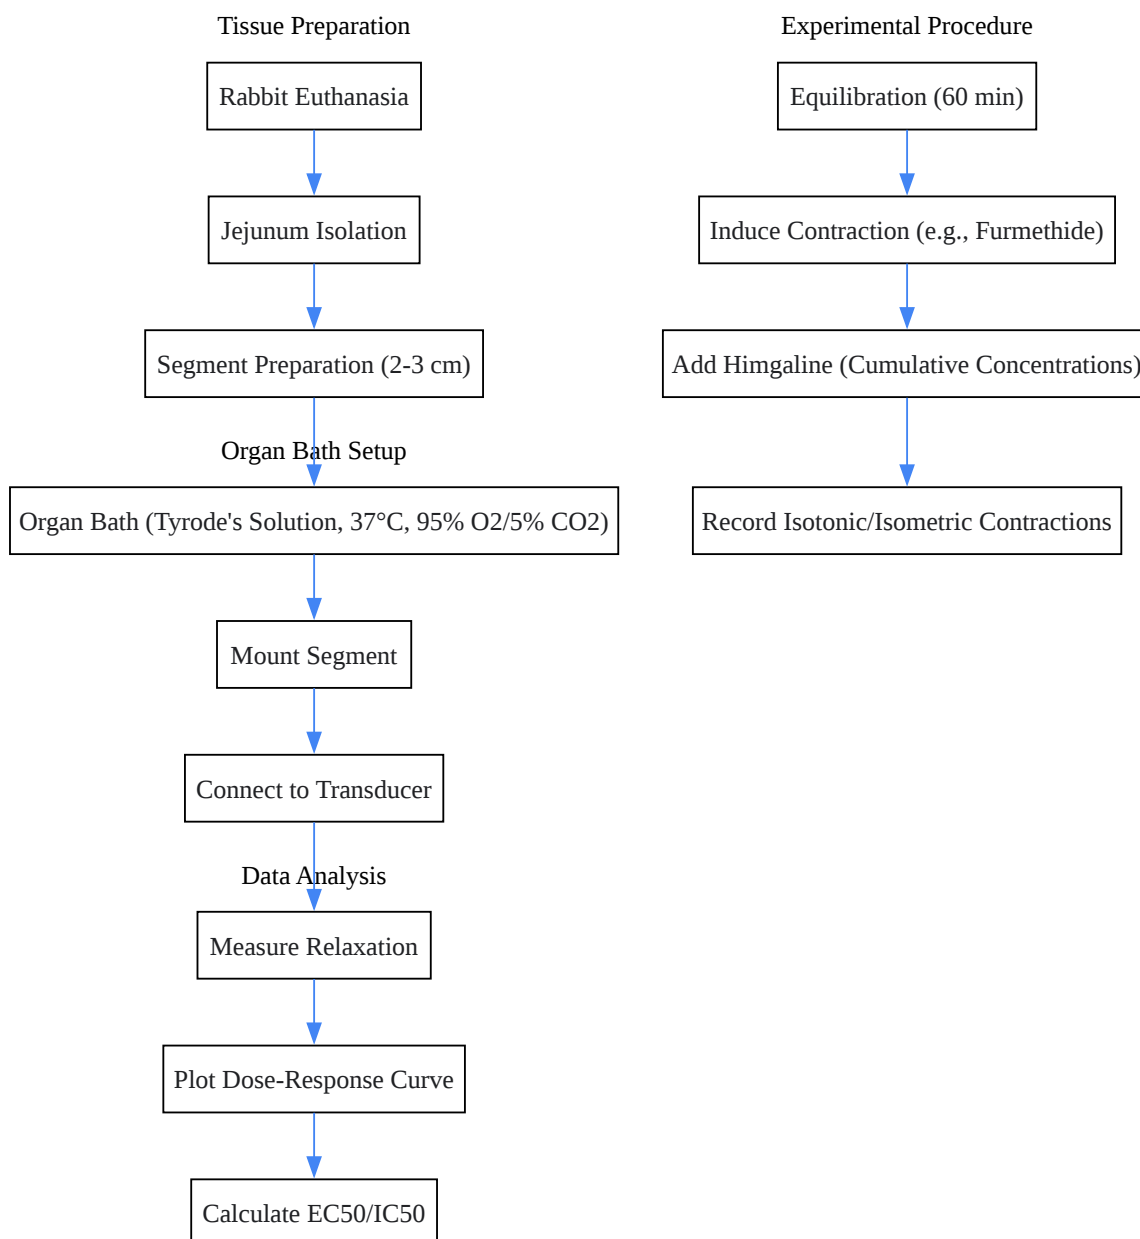 Tissue Preparation
Rabbit Euthanasia
Jejunum Isolation
Segment Preparation (2-3 cm)
Organ Bath Setup
Organ Bath (Tyrode's Solution, 37°C, 95% O2/5% CO2)
Mount Segment
Connect to Transducer
Data Analysis
Measure Relaxation
Plot Dose-Response Curve
Calculate EC50/IC50
Experimental Procedure
Equilibration (60 min)
Induce Contraction (e.g., Furmethide)
Add Himgaline (Cumulative Concentrations)
Record Isotonic/Isometric Contractions